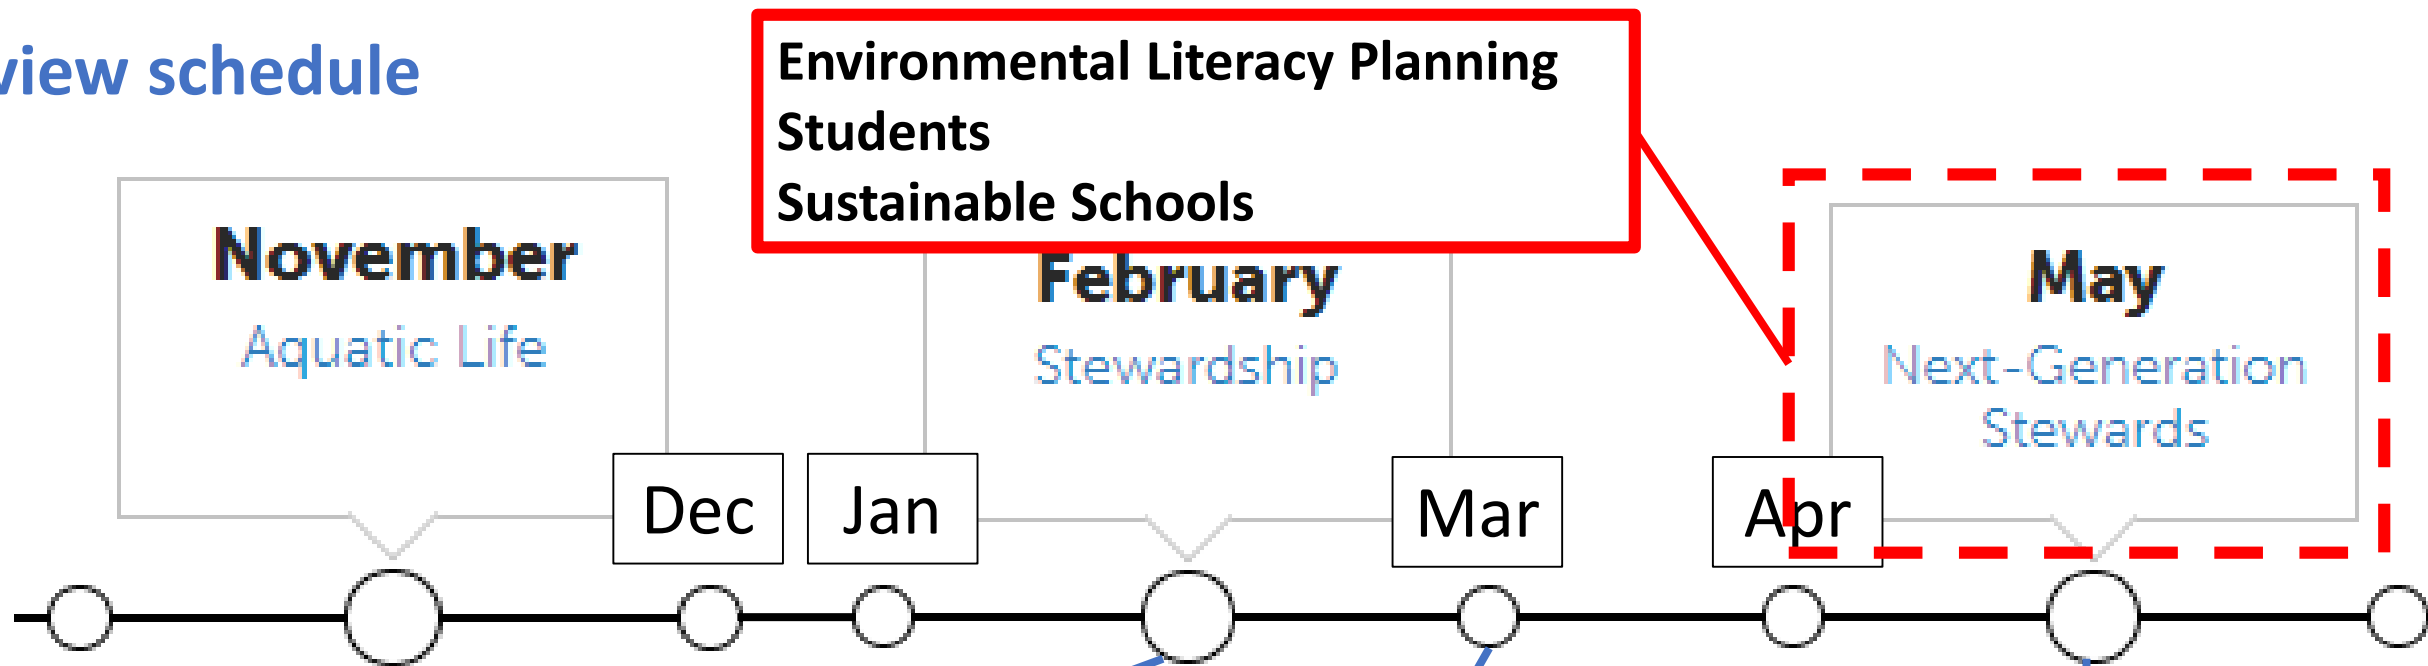 view schedule
Environmental Literacy Planning
Students
Sustainable Schools
November
Aquatic Life
February
Stewardship
May
Next-Generation
Stewards
Dec
Jan
Mar
Apr